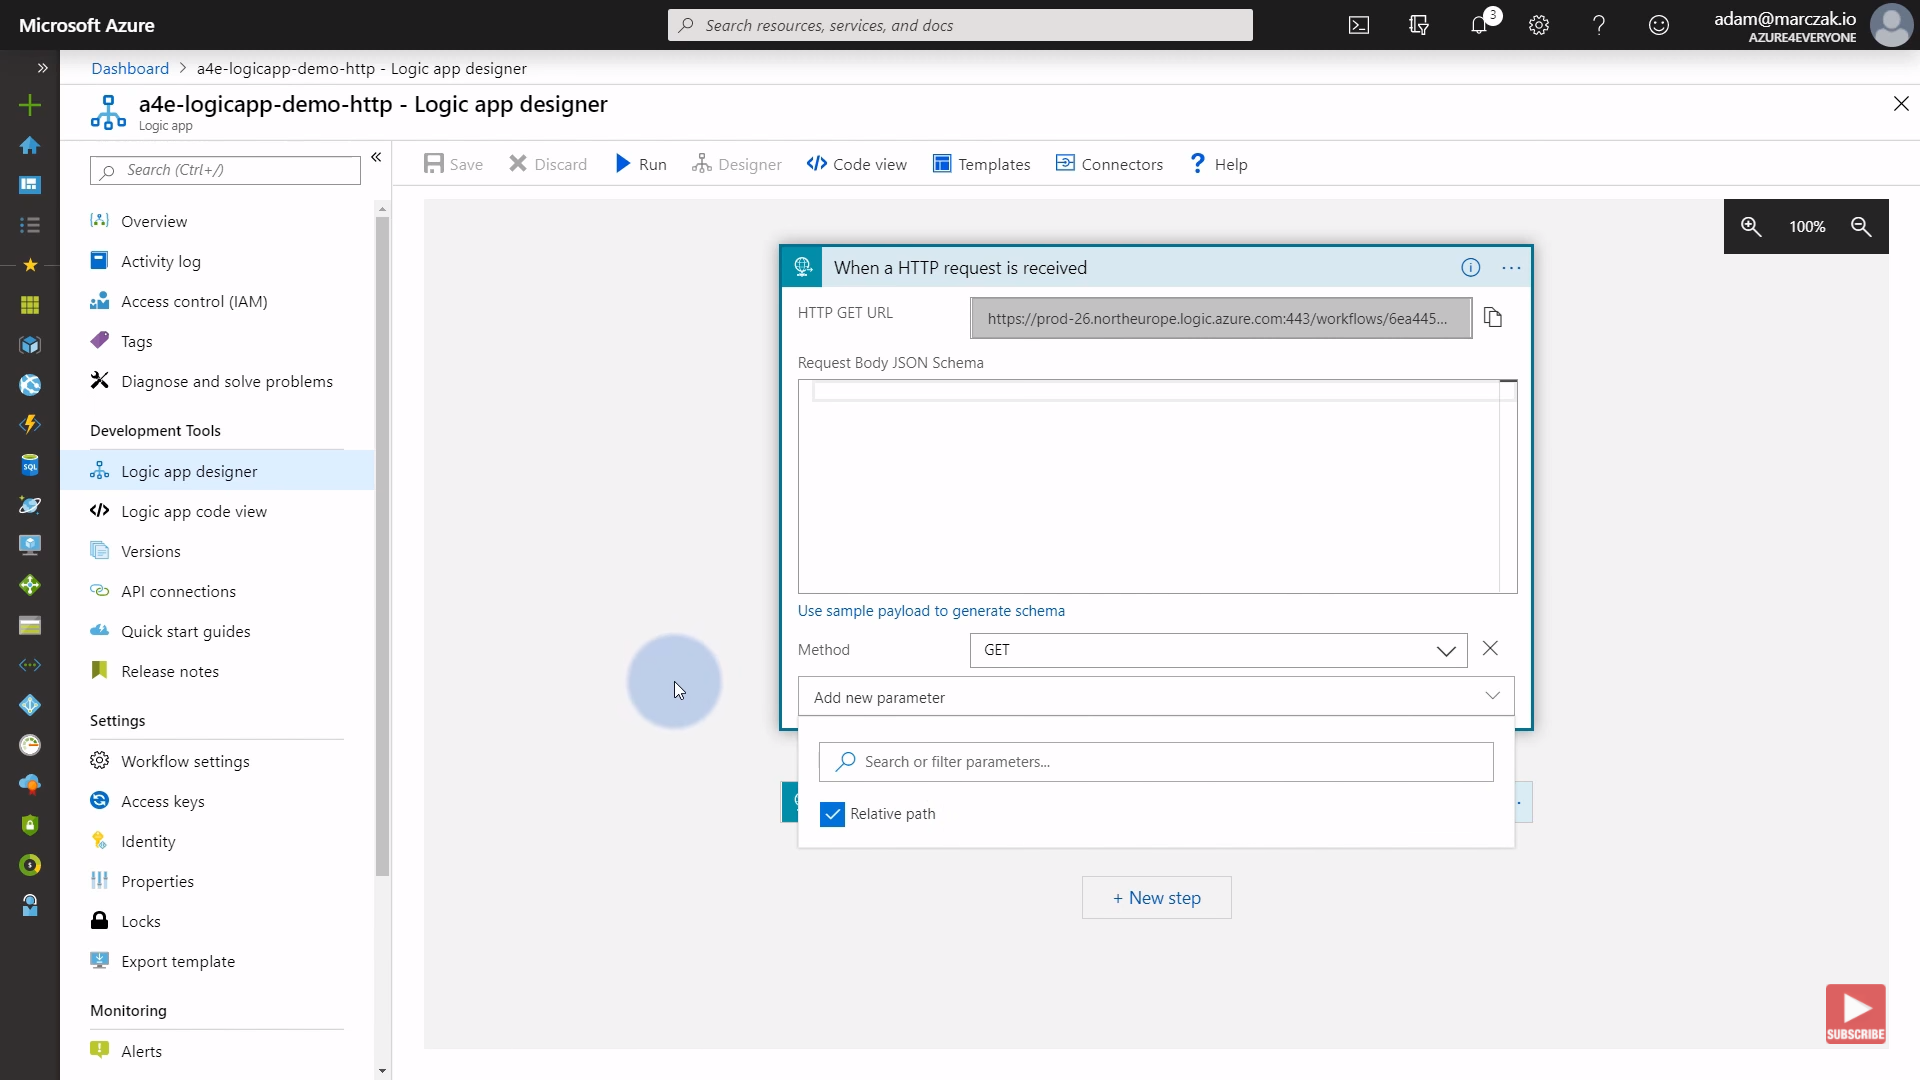 Microsoft Azure
Search resources, services, and docs
3
adam@marczak.io
AZURE4EVERYONE
Dashboard > a4e-logicapp-demo-http - Logic app designer
a4e-logicapp-demo-http - Logic app designer
Logic app
Search (Ctrl+/)
Save
Discard
Run
Designer
Code view
Templates
Connectors
Help
Overview
Activity log
Access control (IAM)
Tags
Diagnose and solve problems
Development Tools
Logic app designer
Logic app code view
Versions
API connections
Quick start guides
Release notes
Settings
Workflow settings
Access keys
Identity
Properties
Locks
Export template
Monitoring
Alerts
100%
When a HTTP request is received
HTTP GET URL
https://prod-26.northeurope.logic.azure.com:443/workflows/6ea445...
Request Body JSON Schema
Use sample payload to generate schema
Method
GET
Add new parameter
Search or filter parameters...
Relative path
+ New step
SQL
SUBSCRIBE